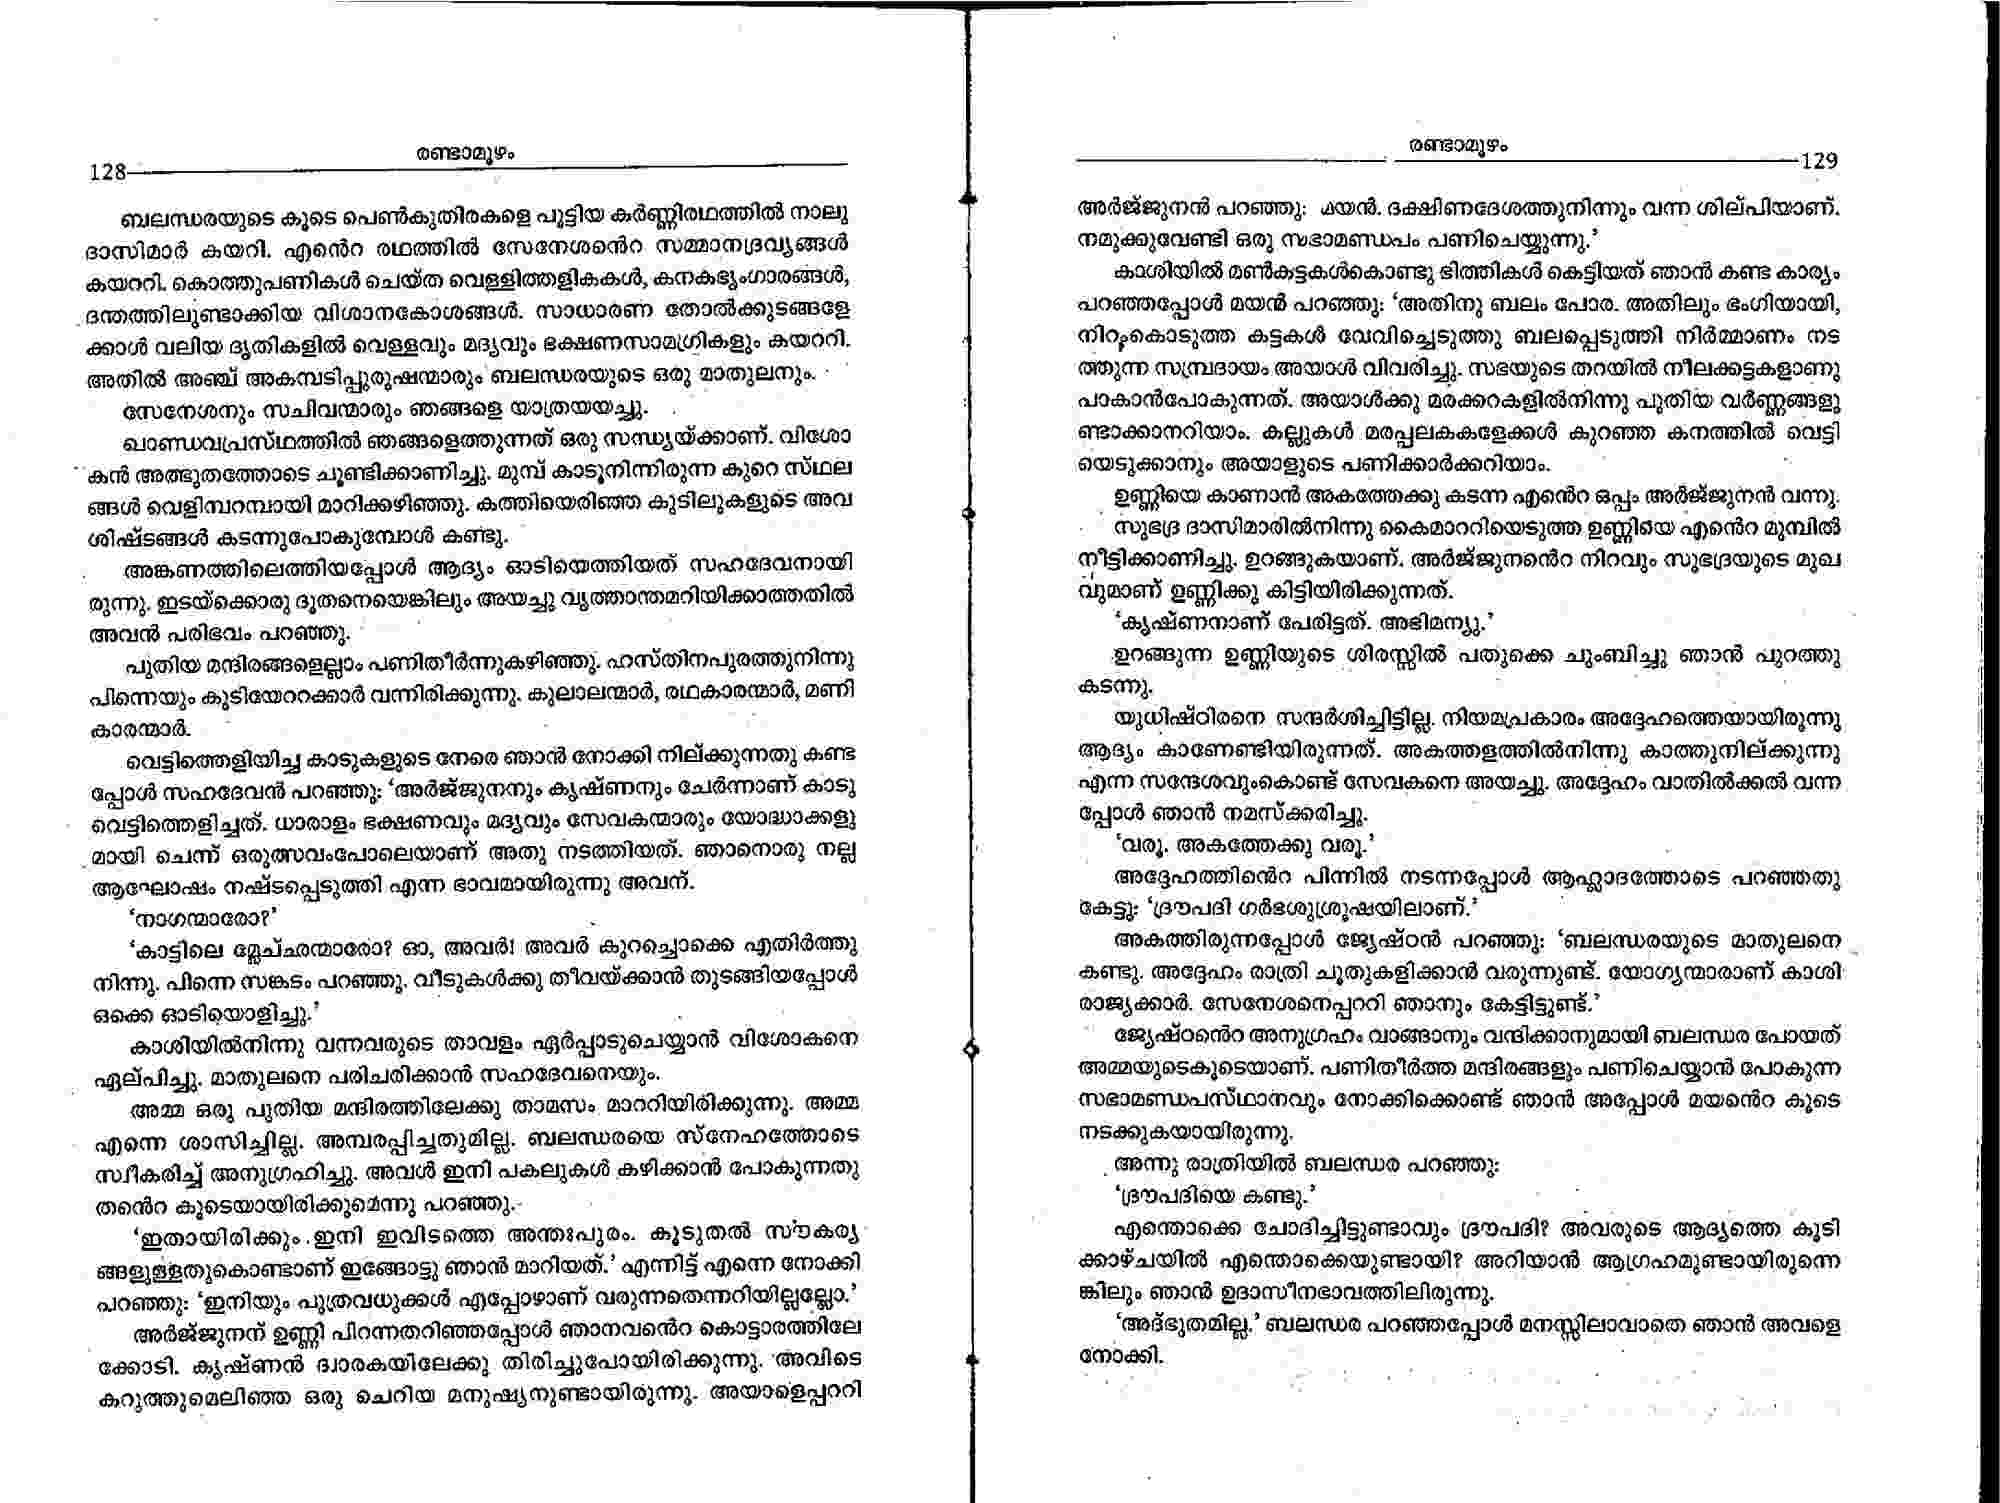 രണ്ടാമൂഴം
128
ബലന്ധരയുടെ കൂടെ പെൺകുതിരകളെ പൂട്ടിയ കർണ്ണിരഥത്തിൽ നാലു
ദാസിമാർ കയറി. എന്റെ രഥത്തിൽ സേനേശന്റെ സമ്മാനദ്രവ്യങ്ങൾ
കയററി. കൊത്തുപണികൾ ചെയ്ത വെള്ളിത്തളികകൾ, കനകഭൃംഗാരങ്ങൾ,
ദന്തത്തിലുണ്ടാക്കിയ വിശാനകോശങ്ങൾ. സാധാരണ തോൽക്കുടങ്ങളേ
ക്കാൾ വലിയ ദൃതികളിൽ വെള്ളവും മദ്യവും ഭക്ഷണസാമഗ്രികളും കയററി.
അതിൽ അഞ്ച് അകമ്പടിപ്പുരുഷന്മാരും ബലന്ധരയുടെ ഒരു മാതുലനും.
സേനേശനും സചിവന്മാരും ഞങ്ങളെ യാത്രയയച്ചു.
ഖാണ്ഡവപ്രസ്ഥത്തിൽ ഞങ്ങളെത്തുന്നത് ഒരു സന്ധ്യയ്ക്കാണ്. വിശോ
കൻ അത്ഭുതത്തോടെ ചൂണ്ടിക്കാണിച്ചു. മുമ്പ് കാടുനിന്നിരുന്ന കുറെ സ്ഥല
ങ്ങൾ വെളിമ്പറമ്പായി മാറിക്കഴിഞ്ഞു. കത്തിയെരിഞ്ഞ കുടിലുകളുടെ അവ
ശിഷ്ടങ്ങൾ കടന്നുപോകുമ്പോൾ കണ്ടു.
അങ്കണത്തിലെത്തിയപ്പോൾ ആദ്യം ഓടിയെത്തിയത് സഹദേവനായി
രുന്നു. ഇടയ്ക്കൊരു ദൂതനെയെങ്കിലും അയച്ചു വൃത്താന്തമറിയിക്കാത്തതിൽ
അവൻ പരിഭവം പറഞ്ഞു.
പുതിയ മന്ദിരങ്ങളെല്ലാം പണിതീർന്നുകഴിഞ്ഞു. ഹസ്തിനപുരത്തുനിന്നു
പിന്നെയും കുടിയേററക്കാർ വന്നിരിക്കുന്നു. കുലാലന്മാർ, രഥകാരന്മാർ, മണി
കാരന്മാർ.
വെട്ടിത്തെളിയിച്ച കാടുകളുടെ നേരെ ഞാൻ നോക്കി നില്ക്കുന്നതു കണ്ട
പ്പോൾ സഹദേവൻ പറഞ്ഞു: ‘അർജ്ജുനനും കൃഷ്ണനും ചേർന്നാണ് കാടു
വെട്ടിത്തെളിച്ചത്. ധാരാളം ഭക്ഷണവും മദ്യവും സേവകന്മാരും യോദ്ധാക്കളു
മായി ചെന്ന് ഒരുത്സവംപോലെയാണ് അതു നടത്തിയത്. ഞാനൊരു നല്ല
ആഘോഷം നഷ്ടപ്പെടുത്തി എന്ന ഭാവമായിരുന്നു അവന്.
‘നാഗന്മാരോ?’
‘കാട്ടിലെ മ്ലേച്ഛന്മാരോ? ഓ, അവർ! അവർ കുറച്ചൊക്കെ എതിർത്തു
നിന്നു. പിന്നെ സങ്കടം പറഞ്ഞു. വീടുകൾക്കു തീവയ്ക്കാൻ തുടങ്ങിയപ്പോൾ
ഒക്കെ ഓടിയൊളിച്ചു.’
കാശിയിൽനിന്നു വന്നവരുടെ താവളം ഏർപ്പാടുചെയ്യാൻ വിശോകനെ
ഏല്പിച്ചു. മാതുലനെ പരിചരിക്കാൻ സഹദേവനെയും.
അമ്മ ഒരു പുതിയ മന്ദിരത്തിലേക്കു താമസം മാററിയിരിക്കുന്നു. അമ്മ
എന്നെ ശാസിച്ചില്ല. അമ്പരപ്പിച്ചതുമില്ല. ബലന്ധരയെ സ്നേഹത്തോടെ
സ്വീകരിച്ച് അനുഗ്രഹിച്ചു. അവൾ ഇനി പകലുകൾ കഴിക്കാൻ പോകുന്നതു
തന്റെ കൂടെയായിരിക്കുമെന്നു പറഞ്ഞു.
‘ഇതായിരിക്കും ഇനി ഇവിടത്തെ അന്തഃപുരം. കൂടുതൽ സൗകര്യ
ങ്ങളുള്ളതുകൊണ്ടാണ് ഇങ്ങോട്ടു ഞാൻ മാറിയത്.’ എന്നിട്ട് എന്നെ നോക്കി
പറഞ്ഞു: ‘ഇനിയും പുത്രവധുക്കൾ എപ്പോഴാണ് വരുന്നതെന്നറിയില്ലല്ലോ.’
അർജ്ജുനന് ഉണ്ണി പിറന്നതറിഞ്ഞപ്പോൾ ഞാനവന്റെ കൊട്ടാരത്തിലേ
ക്കോടി. കൃഷ്ണൻ ദ്വാരകയിലേക്കു തിരിച്ചുപോയിരിക്കുന്നു. അവിടെ
കറുത്തുമെലിഞ്ഞ ഒരു ചെറിയ മനുഷ്യനുണ്ടായിരുന്നു. അയാളെപ്പററി
രണ്ടാമൂഴം
129
അർജ്ജുനൻ പറഞ്ഞു: മയൻ. ദക്ഷിണദേശത്തുനിന്നും വന്ന ശില്പിയാണ്.
നമുക്കുവേണ്ടി ഒരു സഭാമണ്ഡപം പണിചെയ്യുന്നു.’
കാശിയിൽ മൺകട്ടകൾകൊണ്ടു ഭിത്തികൾ കെട്ടിയത് ഞാൻ കണ്ട കാര്യം
പറഞ്ഞപ്പോൾ മയൻ പറഞ്ഞു: ‘അതിനു ബലം പോര. അതിലും ഭംഗിയായി,
നിറംകൊടുത്ത കട്ടകൾ വേവിച്ചെടുത്തു ബലപ്പെടുത്തി നിർമ്മാണം നട
ത്തുന്ന സമ്പ്രദായം അയാൾ വിവരിച്ചു. സഭയുടെ തറയിൽ നീലക്കട്ടകളാണു
പാകാൻപോകുന്നത്. അയാൾക്കു മരക്കറകളിൽനിന്നു പുതിയ വർണ്ണങ്ങളു
ണ്ടാക്കാനറിയാം. കല്ലുകൾ മരപ്പലകകളേക്കൾ കുറഞ്ഞ കനത്തിൽ വെട്ടി
യെടുക്കാനും അയാളുടെ പണിക്കാർക്കറിയാം.
ഉണ്ണിയെ കാണാൻ അകത്തേക്കു കടന്ന എന്റെ ഒപ്പം അർജ്ജുനൻ വന്നു.
സുഭദ്ര ദാസിമാരിൽനിന്നു കൈമാററിയെടുത്ത ഉണ്ണിയെ എന്റെ മുമ്പിൽ
നീട്ടിക്കാണിച്ചു. ഉറങ്ങുകയാണ്. അർജ്ജുനന്റെ നിറവും സുഭദ്രയുടെ മുഖ
വുമാണ് ഉണ്ണിക്കു കിട്ടിയിരിക്കുന്നത്.
‘കൃഷ്ണനാണ് പേരിട്ടത്. അഭിമന്യു.’
ഉറങ്ങുന്ന ഉണ്ണിയുടെ ശിരസ്സിൽ പതുക്കെ ചുംബിച്ചു ഞാൻ പുറത്തു
കടന്നു.
യുധിഷ്ഠിരനെ സന്ദർശിച്ചിട്ടില്ല. നിയമപ്രകാരം അദ്ദേഹത്തെയായിരുന്നു
ആദ്യം കാണേണ്ടിയിരുന്നത്. അകത്തളത്തിൽനിന്നു കാത്തുനില്ക്കുന്നു
എന്ന സന്ദേശവുംകൊണ്ട് സേവകനെ അയച്ചു. അദ്ദേഹം വാതിൽക്കൽ വന്ന
പ്പോൾ ഞാൻ നമസ്ക്കരിച്ചു.
‘വരൂ. അകത്തേക്കു വരൂ.’
അദ്ദേഹത്തിന്റെ പിന്നിൽ നടന്നപ്പോൾ ആഹ്ലാദത്തോടെ പറഞ്ഞതു
കേട്ടു: ‘ദ്രൗപദി ഗർഭശുശ്രൂഷയിലാണ്.’
അകത്തിരുന്നപ്പോൾ ജ്യേഷ്ഠൻ പറഞ്ഞു: ‘ബലന്ധരയുടെ മാതുലനെ
കണ്ടു. അദ്ദേഹം രാത്രി ചൂതുകളിക്കാൻ വരുന്നുണ്ട്. യോഗ്യന്മാരാണ് കാശി
രാജ്യക്കാർ. സേനേശനെപ്പററി ഞാനും കേട്ടിട്ടുണ്ട്.’
ജ്യേഷ്ഠന്റെ അനുഗ്രഹം വാങ്ങാനും വന്ദിക്കാനുമായി ബലന്ധര പോയത്
അമ്മയുടെകൂടെയാണ്. പണിതീർത്ത മന്ദിരങ്ങളും പണിചെയ്യാൻ പോകുന്ന
സഭാമണ്ഡപസ്ഥാനവും നോക്കിക്കൊണ്ട് ഞാൻ അപ്പോൾ മയന്റെ കൂടെ
നടക്കുകയായിരുന്നു.
അന്നു രാത്രിയിൽ ബലന്ധര പറഞ്ഞു:
‘ദ്രൗപദിയെ കണ്ടു.’
എന്തൊക്കെ ചോദിച്ചിട്ടുണ്ടാവും ദ്രൗപദി? അവരുടെ ആദ്യത്തെ കൂടി
ക്കാഴ്ചയിൽ എന്തൊക്കെയുണ്ടായി? അറിയാൻ ആഗ്രഹമുണ്ടായിരുന്നെ
ങ്കിലും ഞാൻ ഉദാസീനഭാവത്തിലിരുന്നു.
‘അദ്ഭുതമില്ല.’ ബലന്ധര പറഞ്ഞപ്പോൾ മനസ്സിലാവാതെ ഞാൻ അവളെ
നോക്കി.